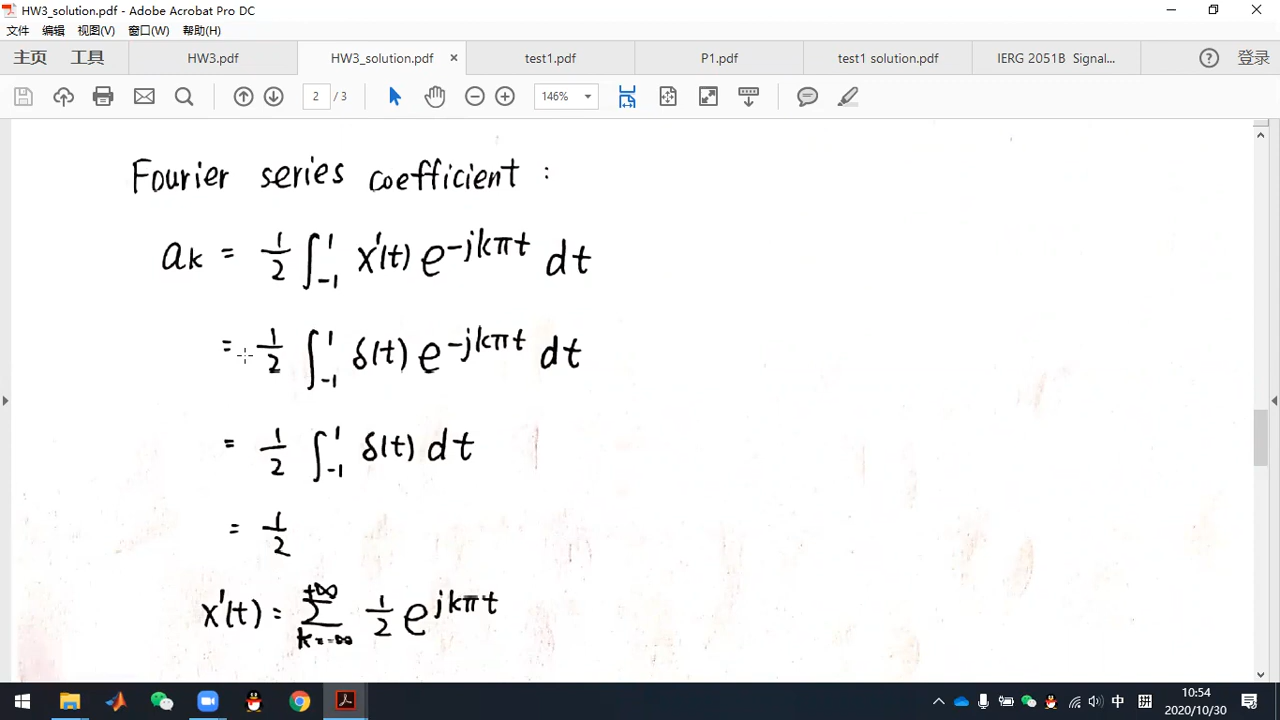 HW3_solution.pdf - Adobe Acrobat Pro DC
文件 编辑 视图(V) 窗口(W) 帮助(H)
主页 工具 HW3.pdf HW3_solution.pdf × test1.pdf P1.pdf test1 solution.pdf IERG 2051B Signal... ? 登录
2 / 3 146%
Fourier series coefficient :
ak = 1/2 ∫_{-1}^{1} x'(t) e^{-jkπt} dt
= 1/2 ∫_{-1}^{1} δ(t) e^{-jkπt} dt
= 1/2 ∫_{-1}^{1} δ(t) dt
= 1/2
x'(t) = Σ_{k=-∞}^{+∞} 1/2 e^{jkπt}
中 拼 10:54
2020/10/30